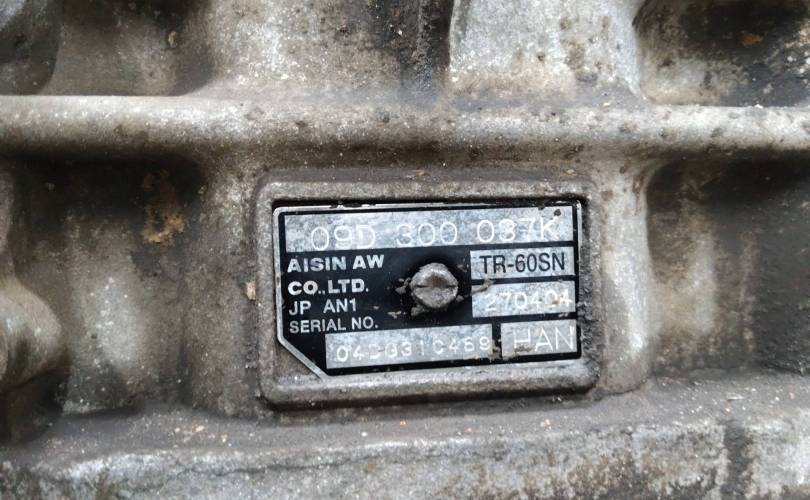 09D 300 037K
AISIN AW
CO.,LTD.
TR-60SN
JP AN1
270404
SERIAL NO.
HAN